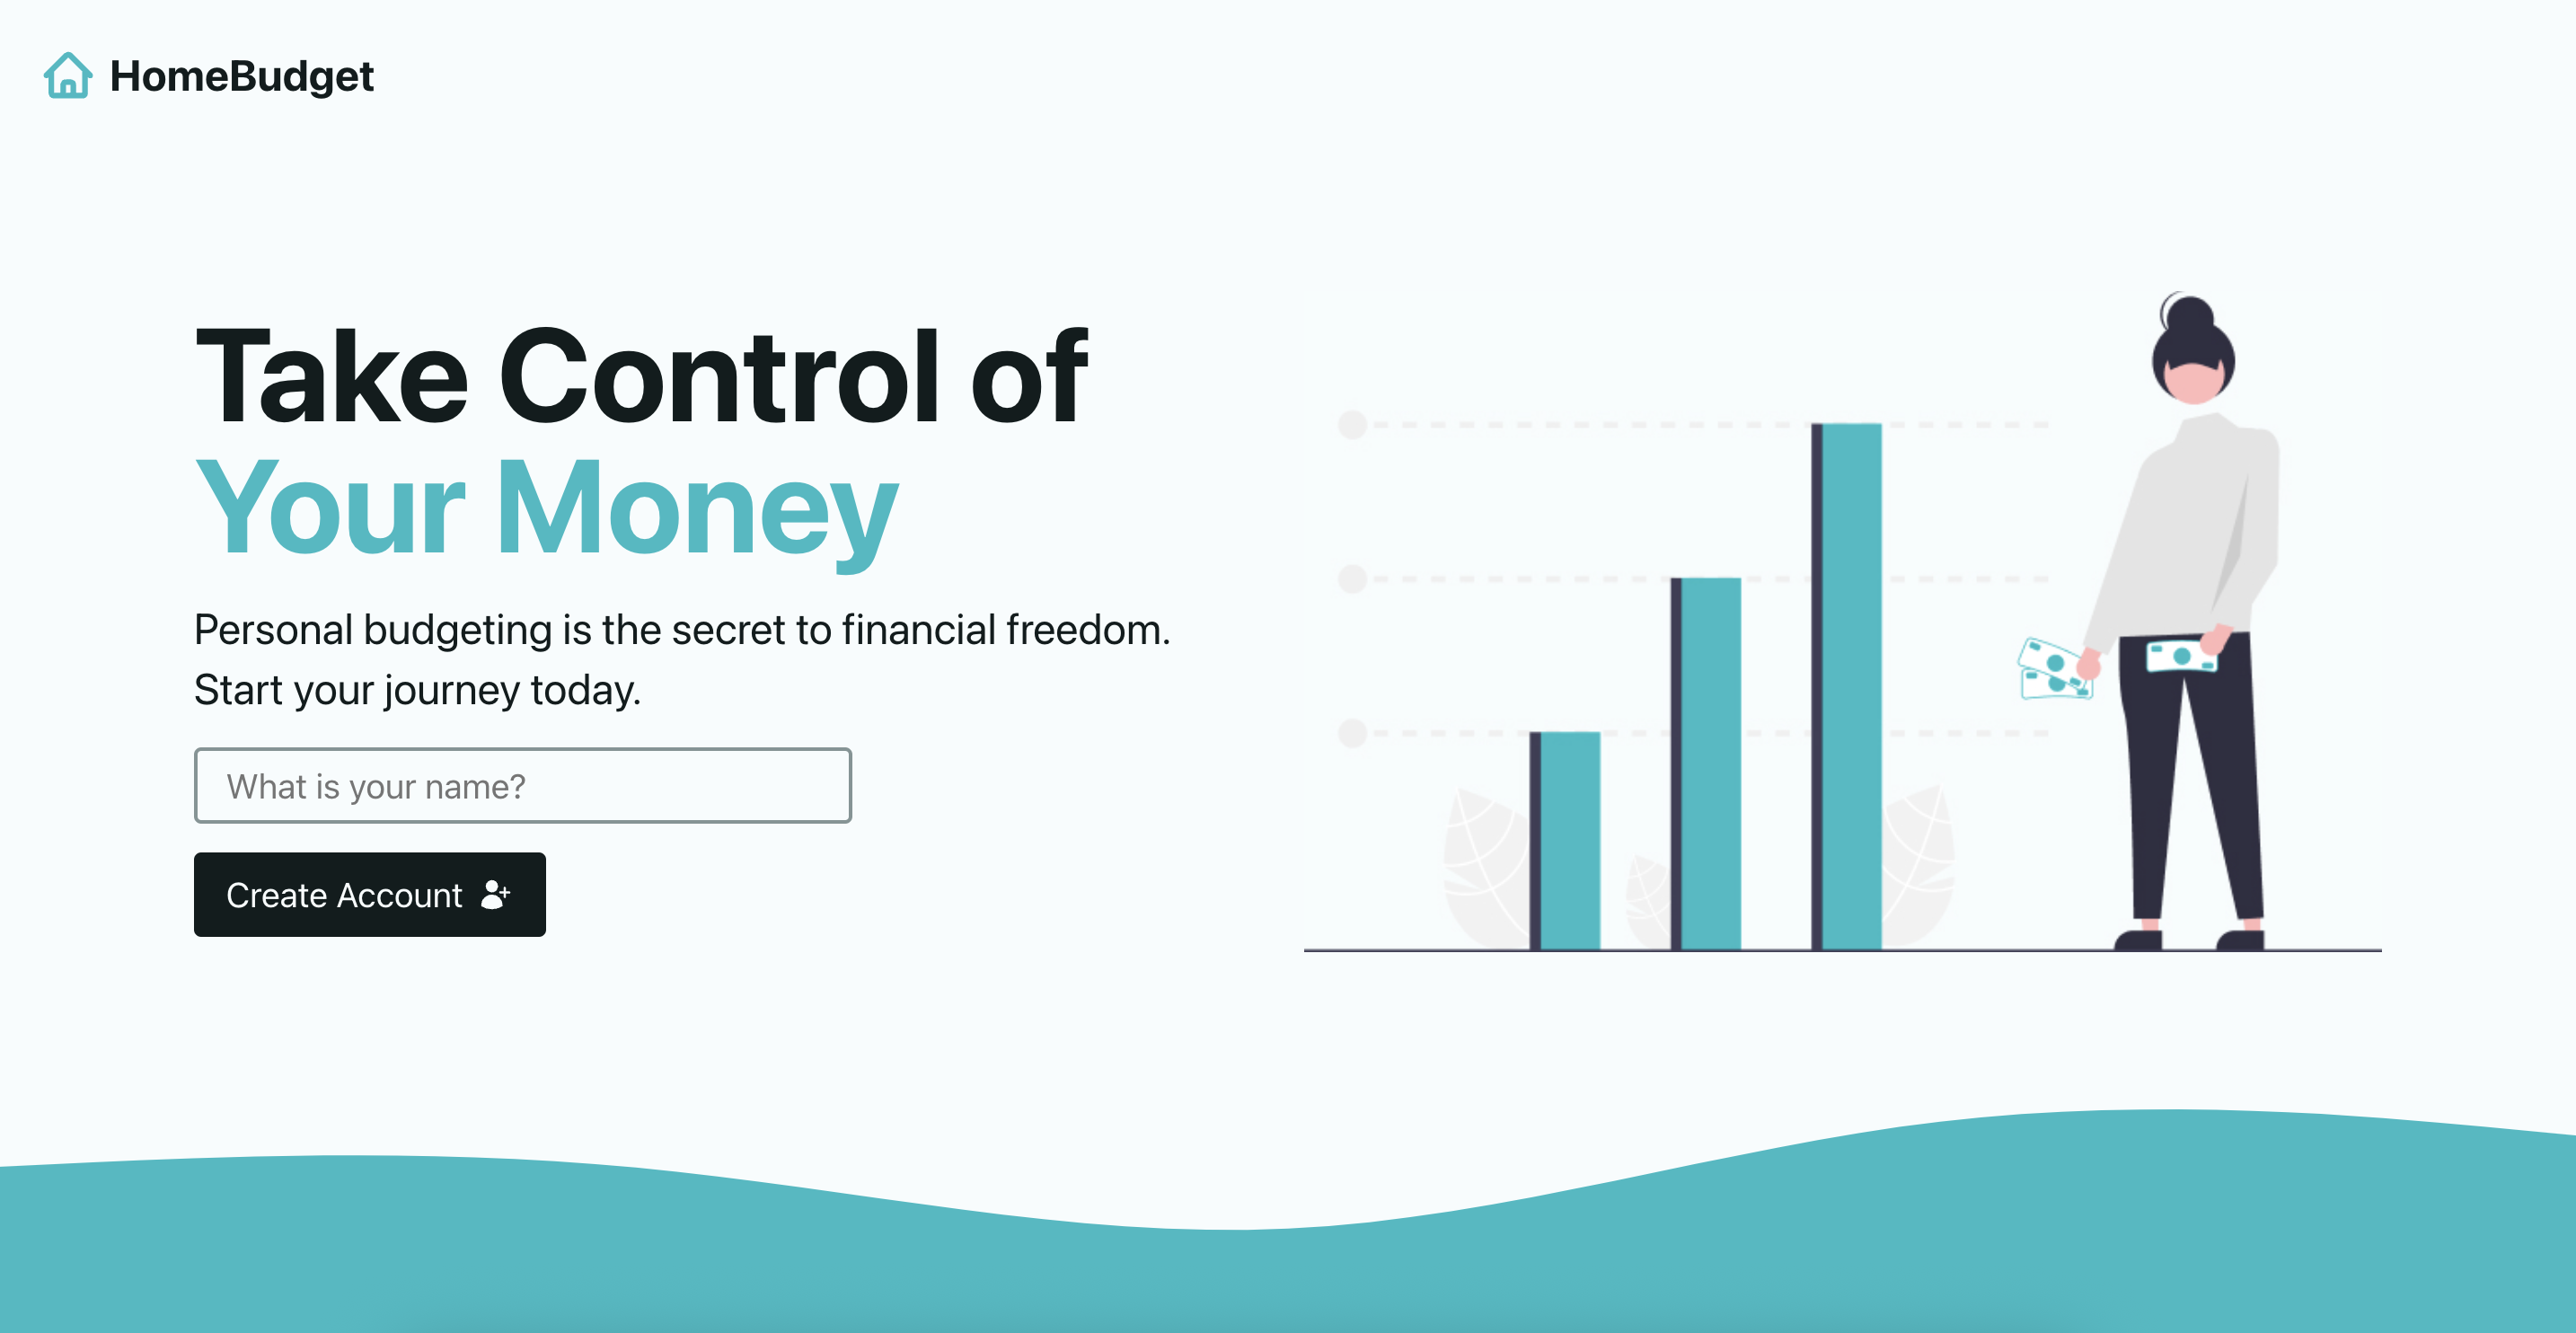 HomeBudget
Take Control of
Your Money
Personal budgeting is the secret to financial freedom.
Start your journey today.
What is your name?
Create Account